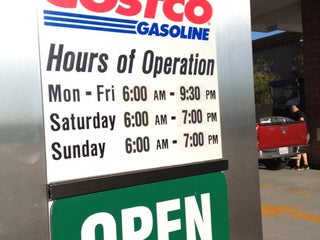 COSTCO
GASOLINE
Hours of Operation
Mon - Fri 6:00 AM - 9:30 PM
Saturday 6:00 AM - 7:00 PM
Sunday 6:00 AM - 7:00 PM
OPEN